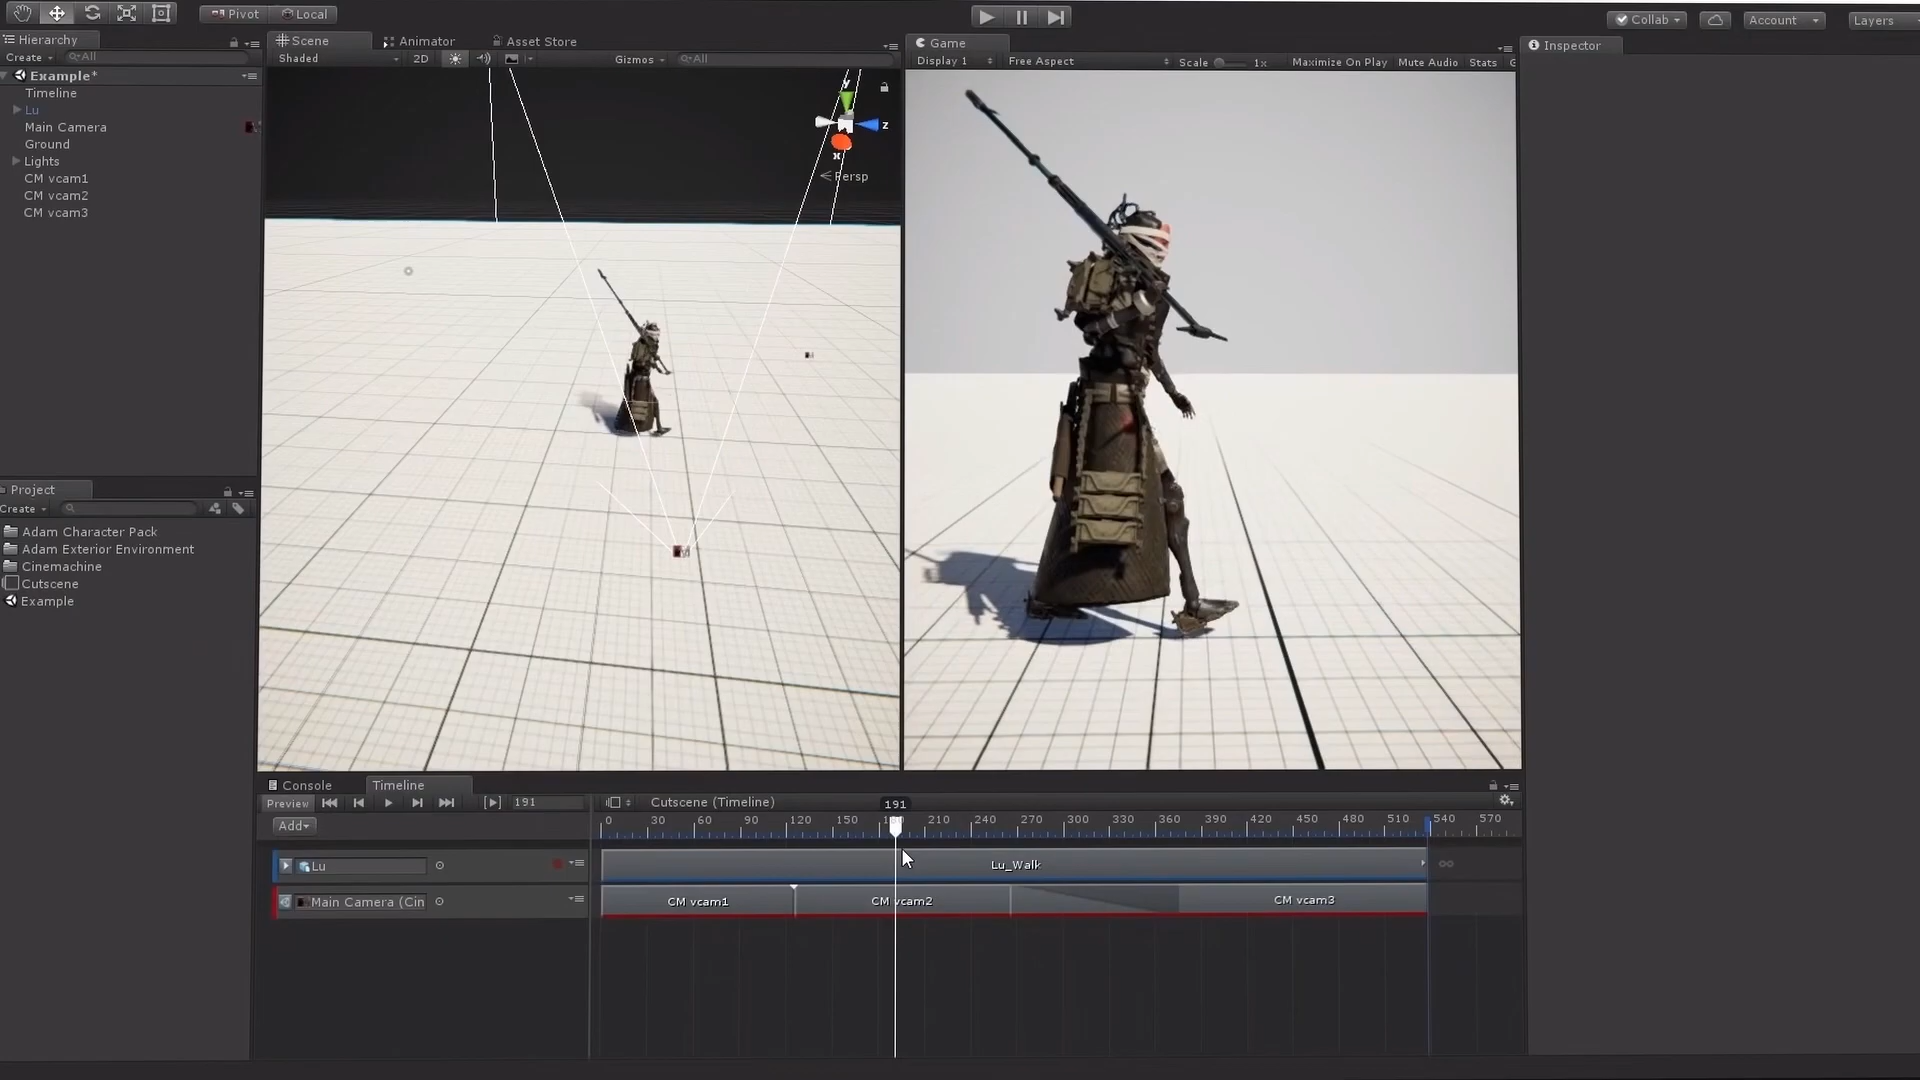 Pivot Local
Collab Account Layers
Hierarchy
Create All
Example*
Timeline
Lu
Main Camera
Ground
Lights
CM vcam1
CM vcam2
CM vcam3
Project
Create
Adam Character Pack
Adam Exterior Environment
Cinemachine
Cutscene
Example
Scene Animator Asset Store
Shaded 2D Gizmos All
y
z
x
Persp
Game
Display 1 Free Aspect Scale 1x Maximize On Play Mute Audio Stats G
Inspector
Console Timeline
Preview 191 Cutscene (Timeline) 191
Add
0 30 60 90 120 150 180 210 240 270 300 330 360 390 420 450 480 510 540 570
Lu Lu_Walk
Main Camera (Cin CM vcam1 CM vcam2 CM vcam3